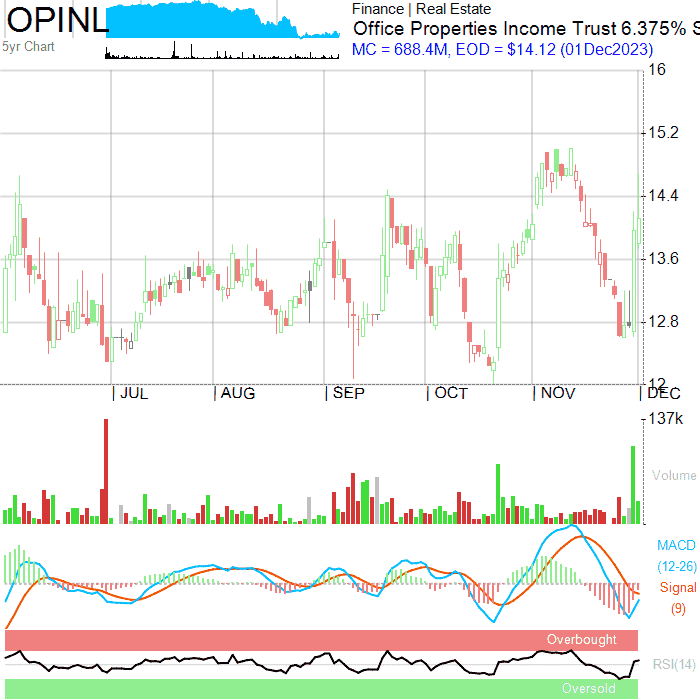 OPINL
5yr Chart
Finance | Real Estate
Office Properties Income Trust 6.375% S
MC = 688.4M, EOD = $14.12 (01Dec2023)
16
15.2
14.4
13.6
12.8
12
JUL AUG SEP OCT NOV DEC
137k
Volume
MACD
(12-26)
Signal
(9)
Overbought
RSI(14)
Oversold